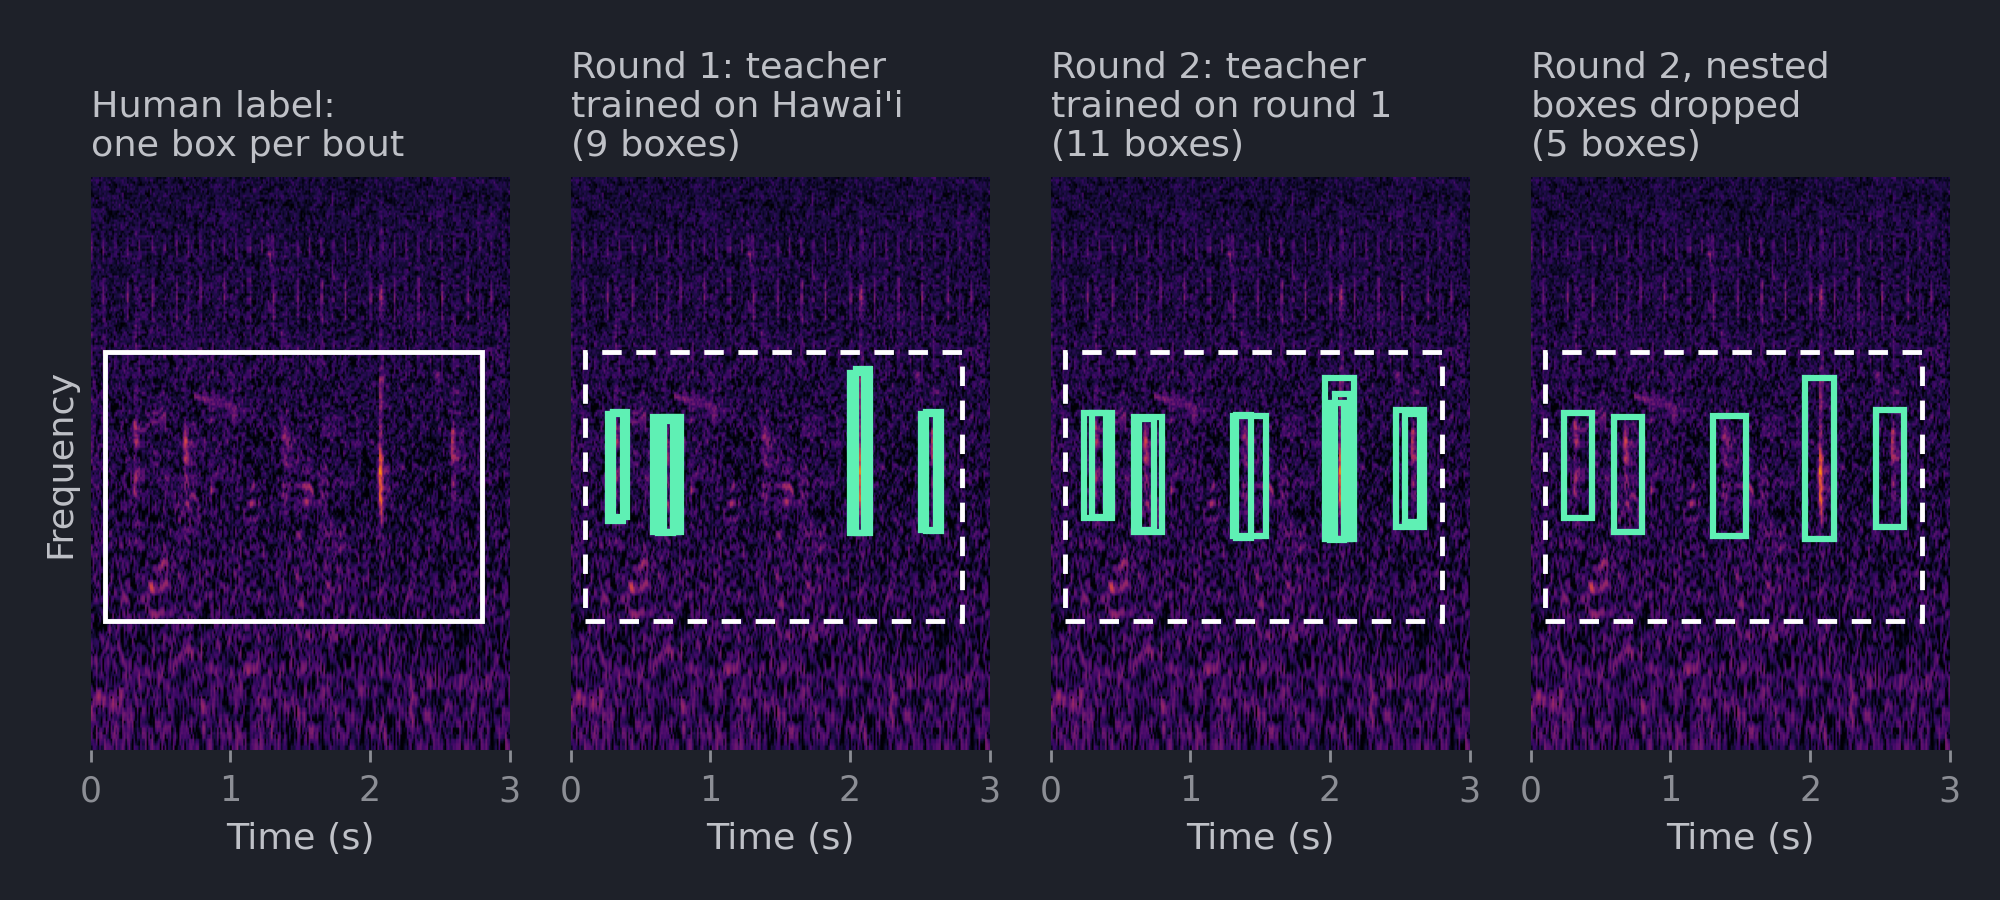 Human label:
one box per bout
Round 1: teacher
trained on Hawai'i
(9 boxes)
Round 2: teacher
trained on round 1
(11 boxes)
Round 2, nested
boxes dropped
(5 boxes)
Frequency
0 1 2 3
Time (s)
0 1 2 3
Time (s)
0 1 2 3
Time (s)
0 1 2 3
Time (s)